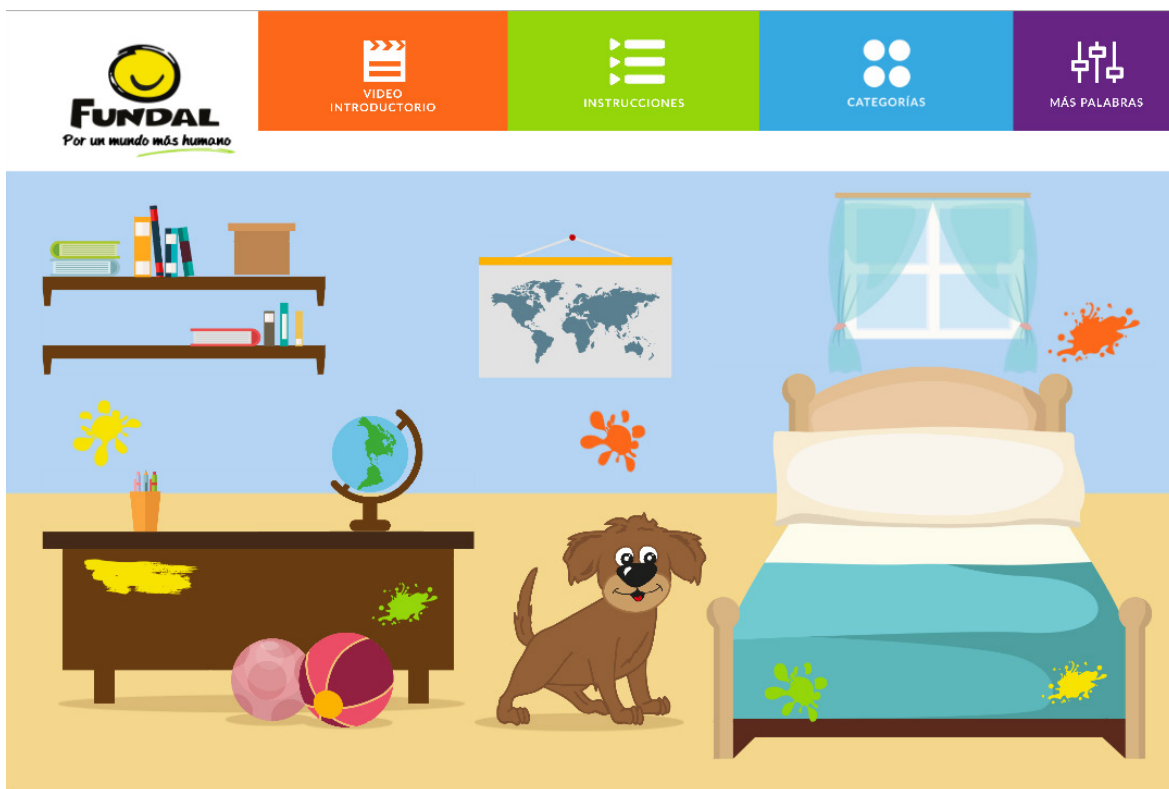 FUNDAL
Por un mundo más humano
VIDEO
INTRODUCTORIO
INSTRUCCIONES
CATEGORÍAS
MÁS PALABRAS